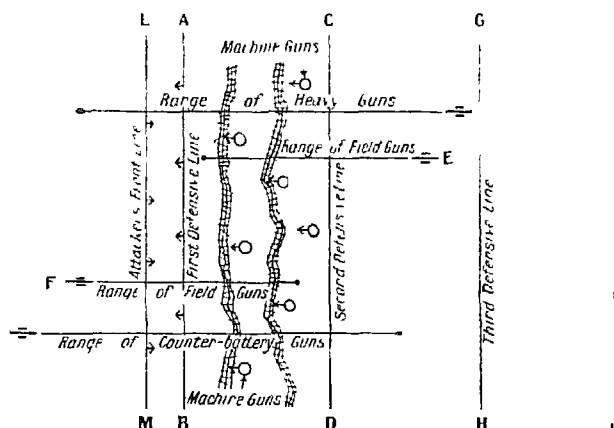 L A C G
Machine Guns
Range of Heavy Guns
Range of Field Guns E
Attackers Front Line
First Defensive Line
Second Defensive Line
Third Defensive Line
F
Range of Field Guns
Range of Counter-battery Guns
Machine Guns
M B D H